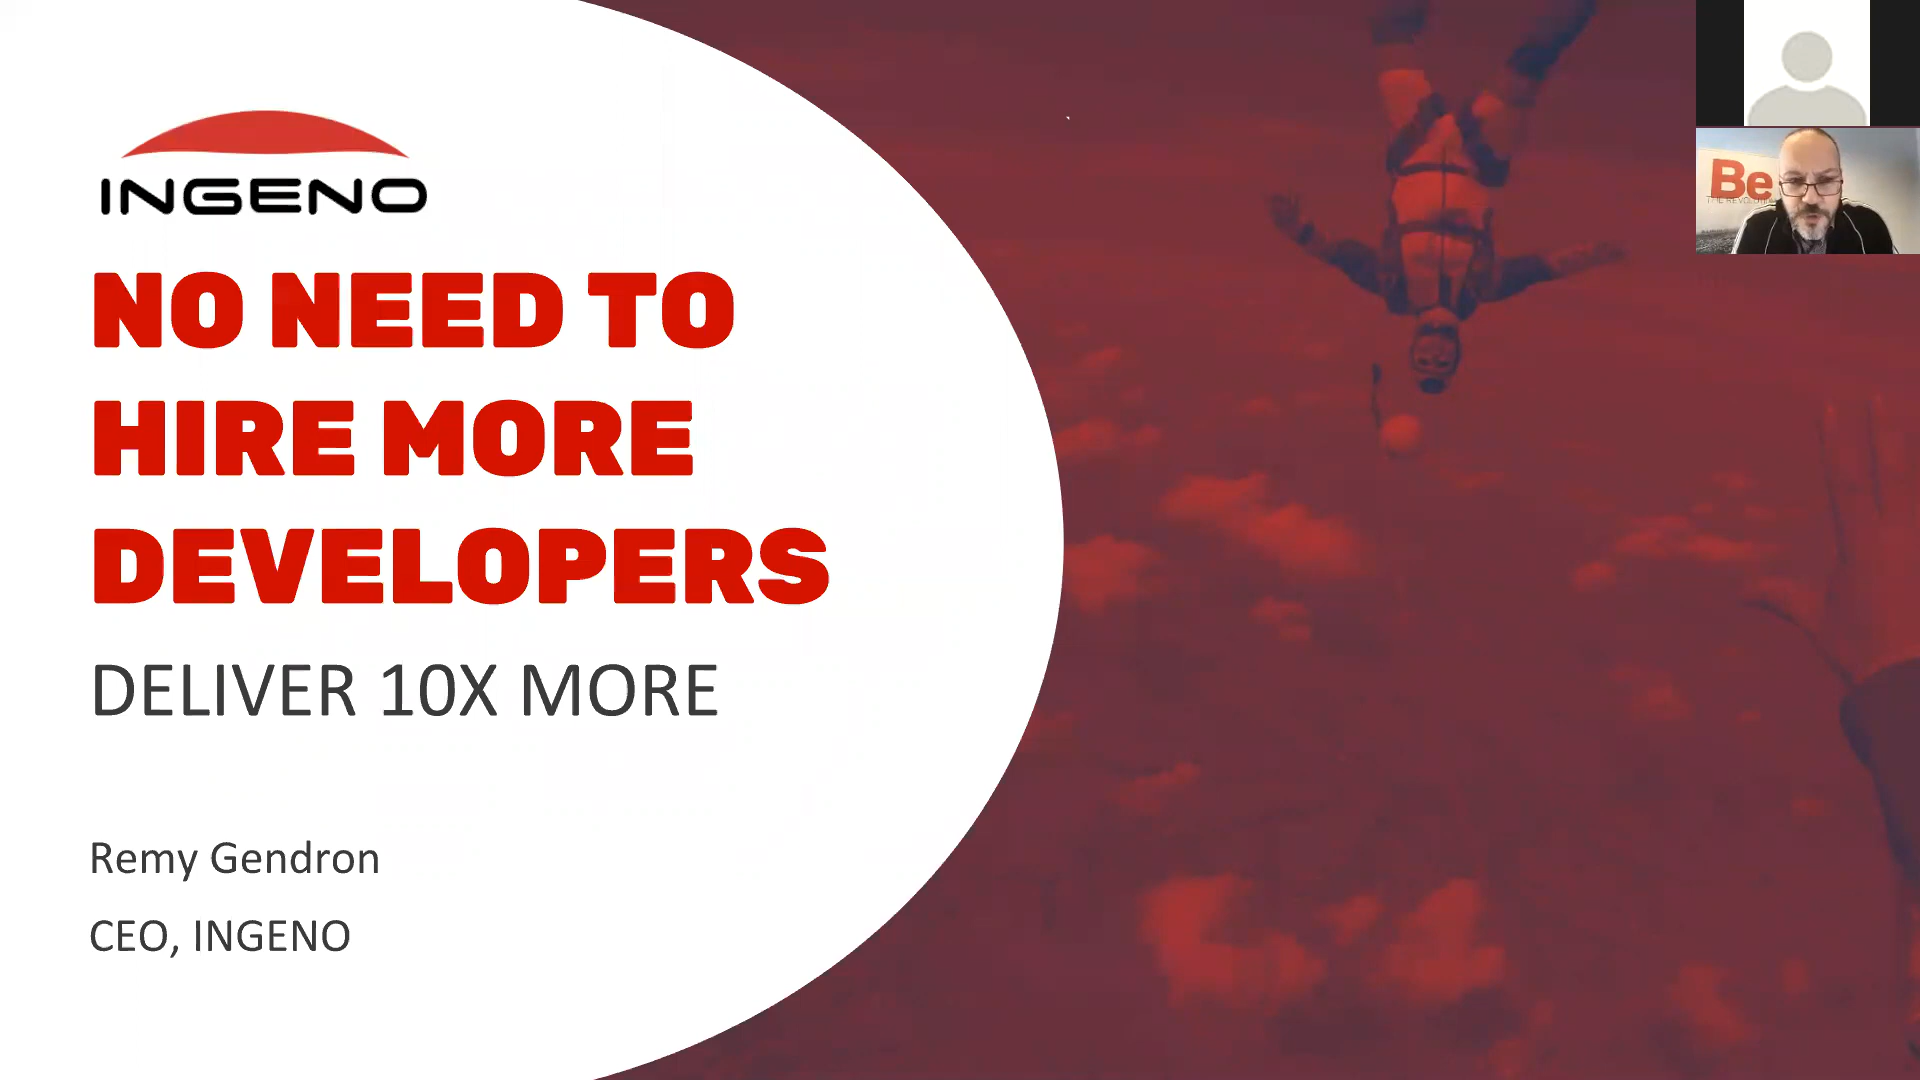 INGENO
NO NEED TO
HIRE MORE
DEVELOPERS
DELIVER 10X MORE
Remy Gendron
CEO, INGENO
Be